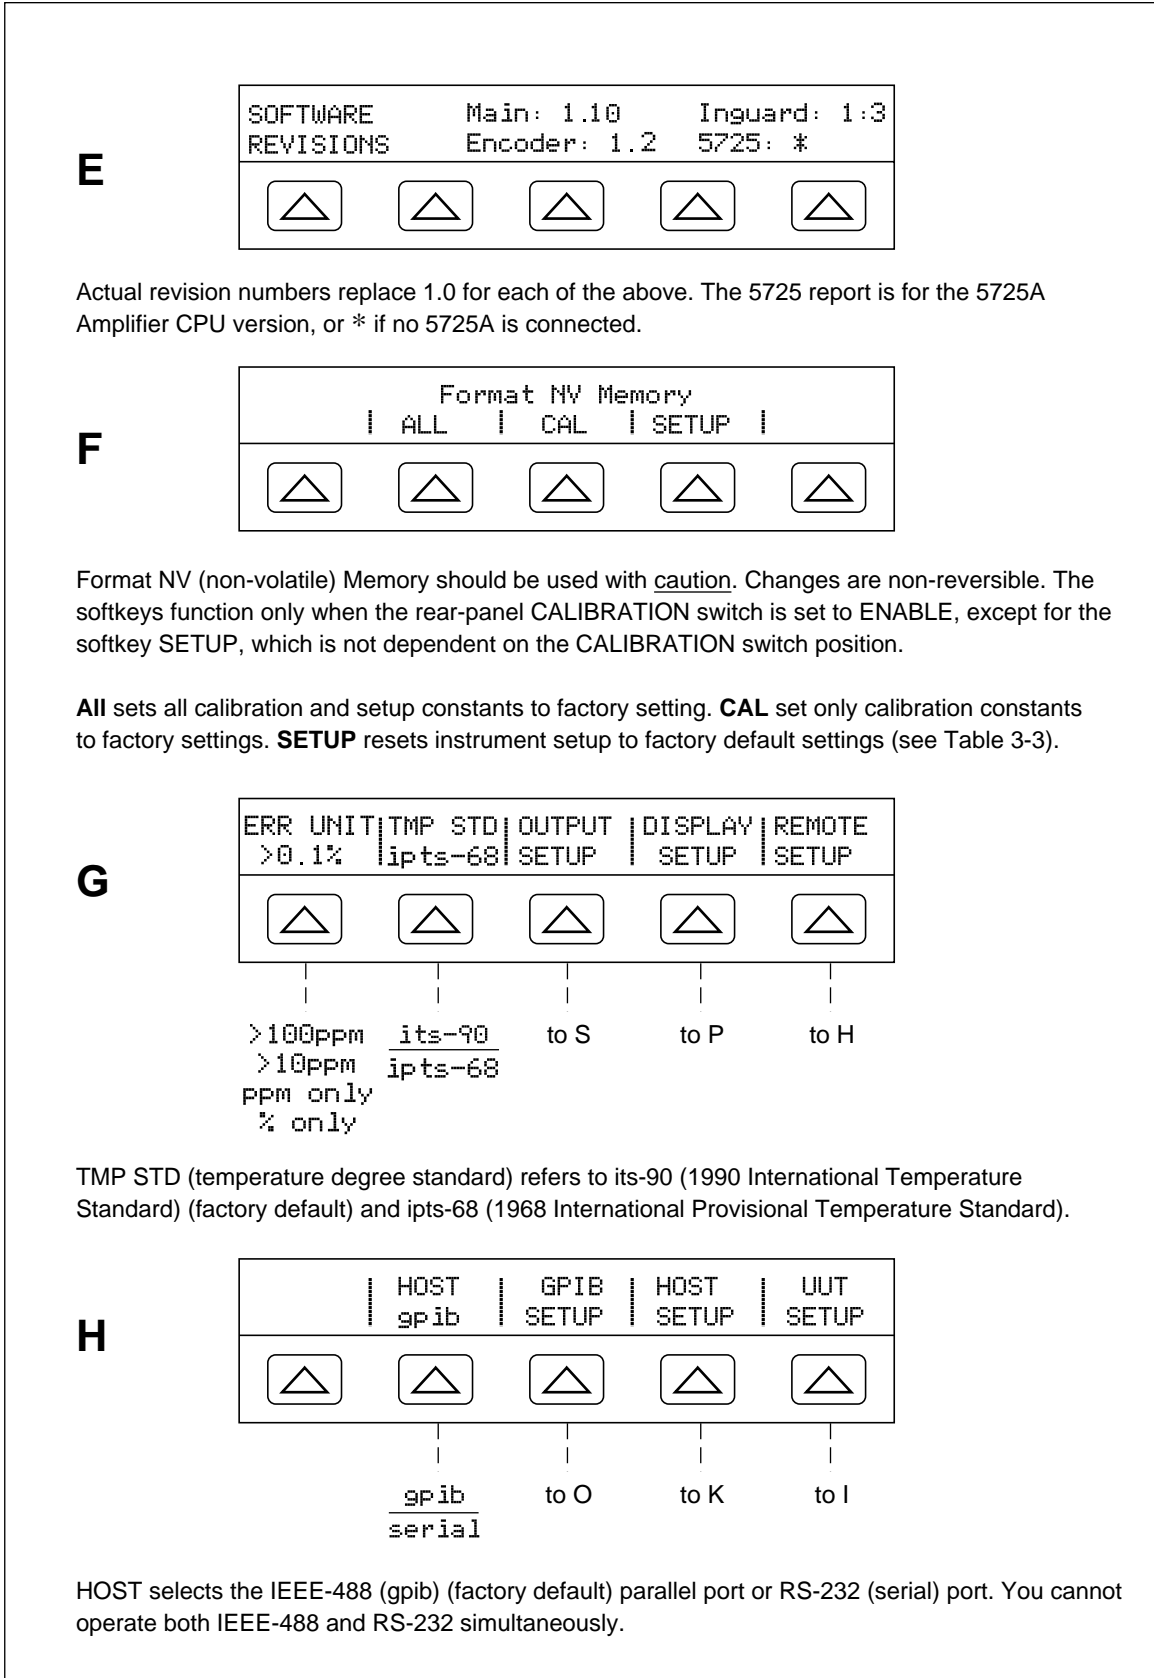 SOFTWARE Main: 1.10 Inguard: 1:3
REVISIONS Encoder: 1.2 5725: *
E
Actual revision numbers replace 1.0 for each of the above. The 5725 report is for the 5725A
Amplifier CPU version, or * if no 5725A is connected.
Format NV Memory
ALL CAL SETUP
F
Format NV (non-volatile) Memory should be used with caution. Changes are non-reversible. The
softkeys function only when the rear-panel CALIBRATION switch is set to ENABLE, except for the
softkey SETUP, which is not dependent on the CALIBRATION switch position.
All sets all calibration and setup constants to factory setting. CAL set only calibration constants
to factory settings. SETUP resets instrument setup to factory default settings (see Table 3-3).
ERR UNIT TMP STD OUTPUT DISPLAY REMOTE
>0.1% ipts-68 SETUP SETUP SETUP
G
>100ppm its-90 to S to P to H
>10ppm ipts-68
ppm only
% only
TMP STD (temperature degree standard) refers to its-90 (1990 International Temperature
Standard) (factory default) and ipts-68 (1968 International Provisional Temperature Standard).
HOST GPIB HOST UUT
gpib SETUP SETUP SETUP
H
gpib to O to K to I
serial
HOST selects the IEEE-488 (gpib) (factory default) parallel port or RS-232 (serial) port. You cannot
operate both IEEE-488 and RS-232 simultaneously.